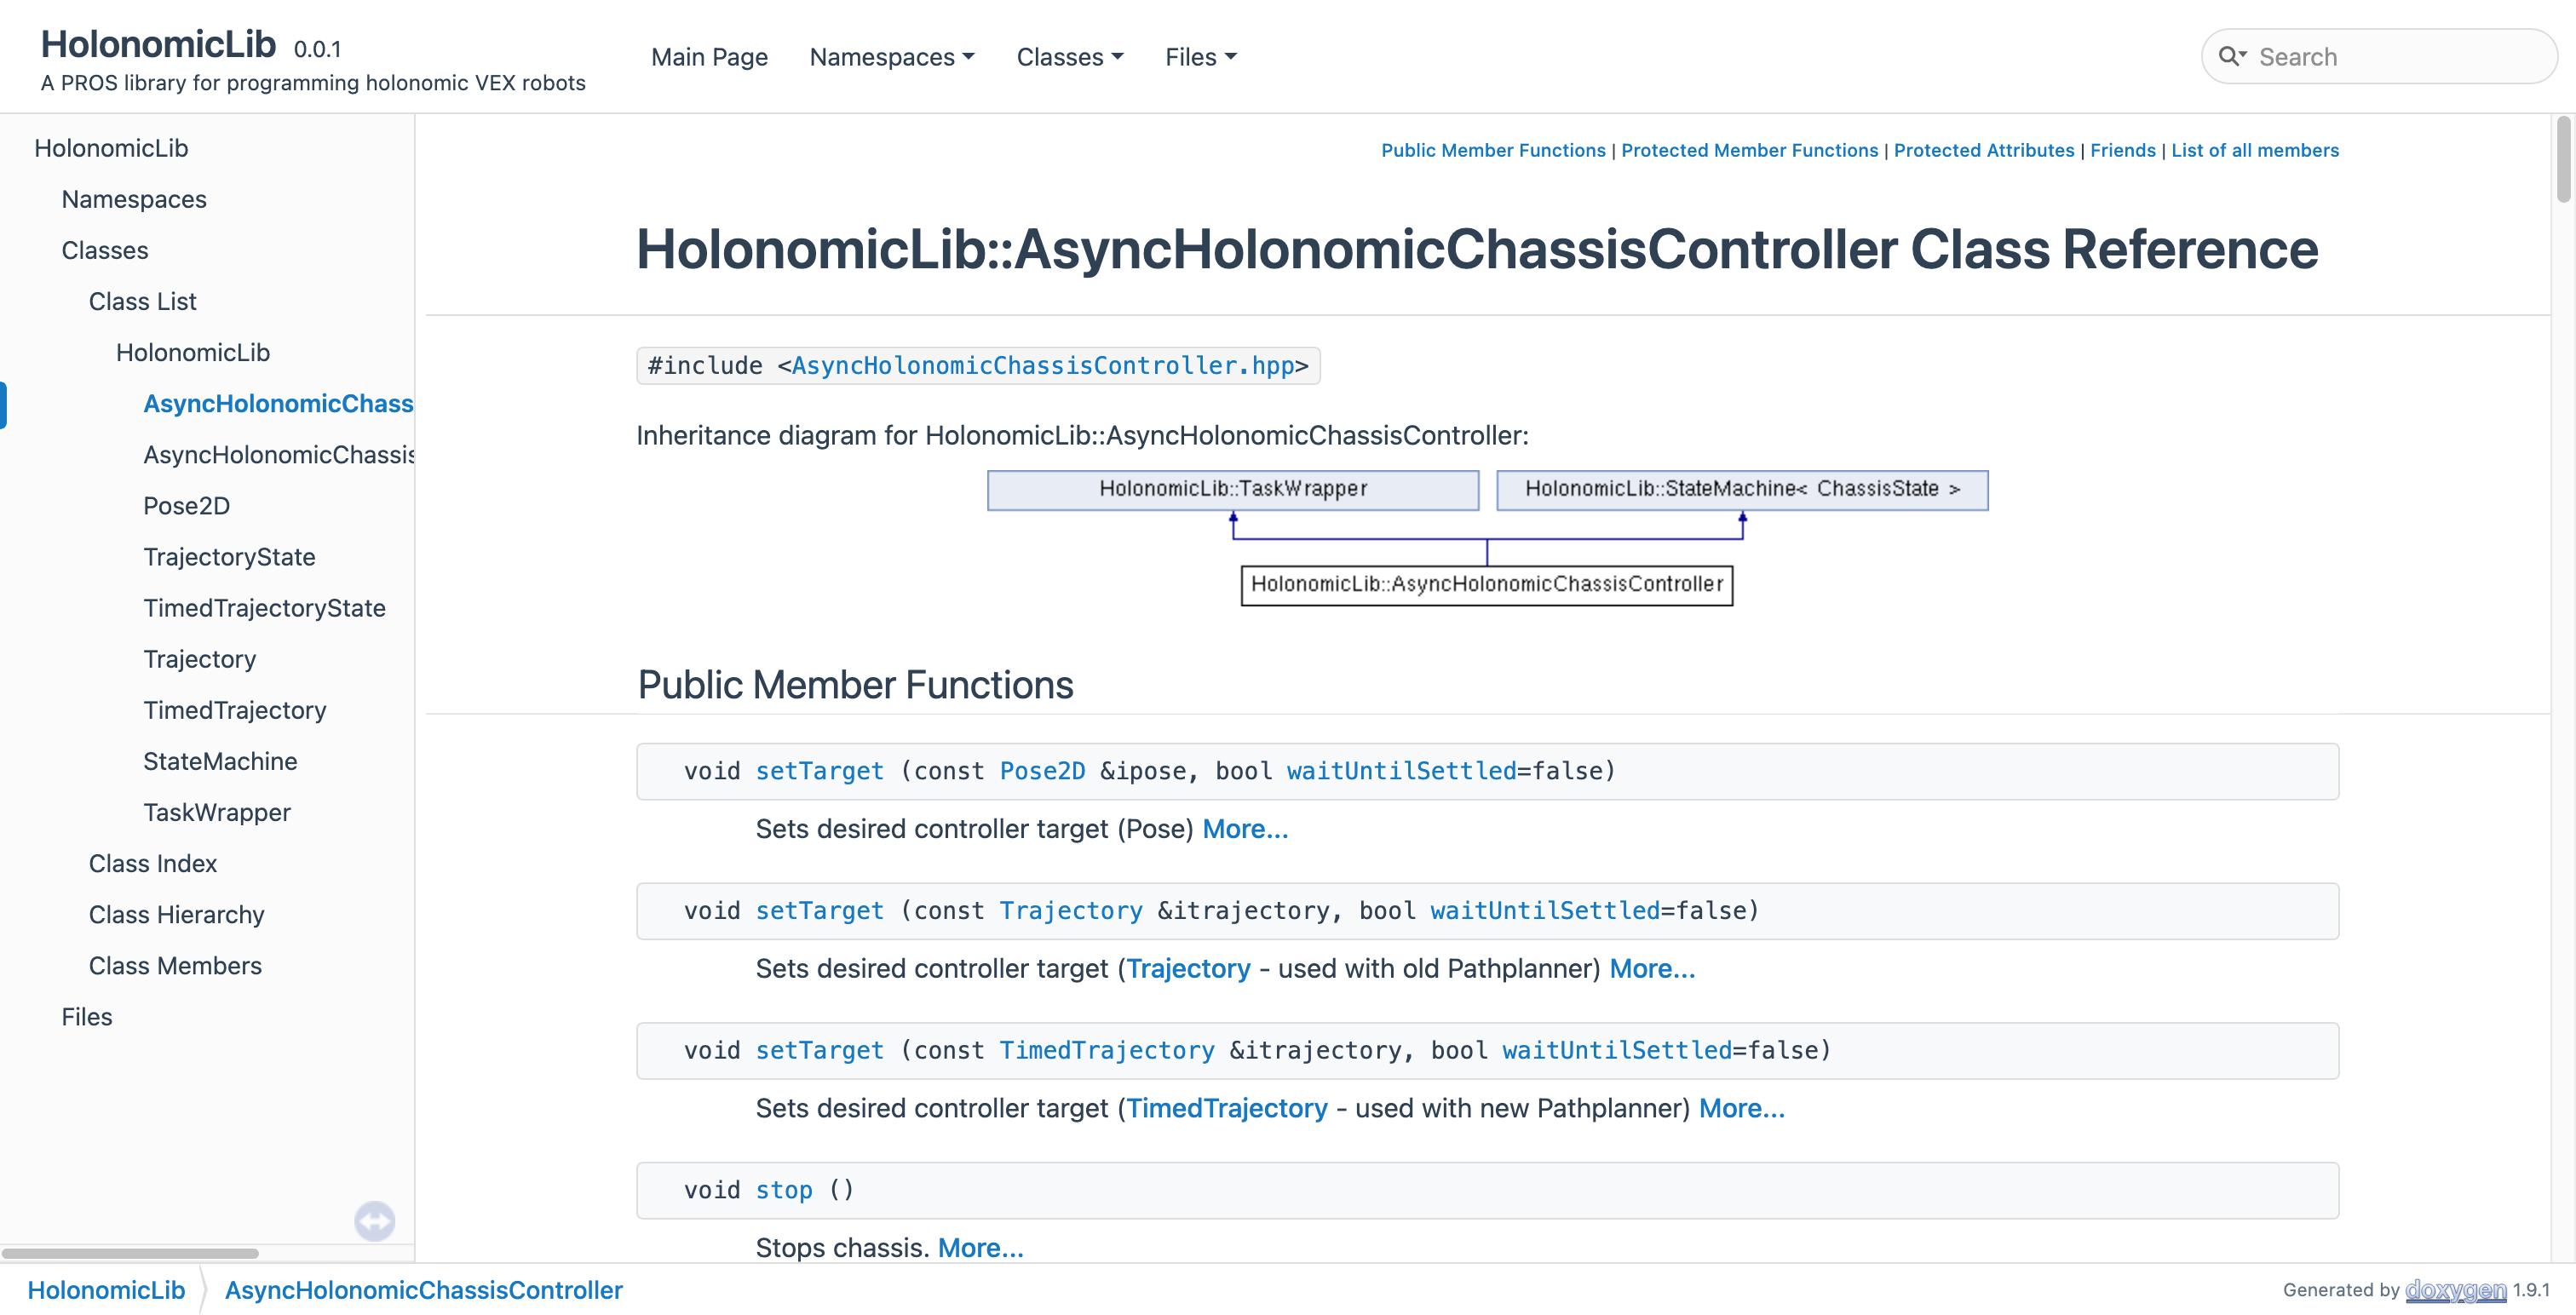 HolonomicLib 0.0.1
A PROS library for programming holonomic VEX robots
Main Page Namespaces Classes Files
Search
HolonomicLib
Namespaces
Classes
Class List
HolonomicLib
AsyncHolonomicChass
AsyncHolonomicChassis
Pose2D
TrajectoryState
TimedTrajectoryState
Trajectory
TimedTrajectory
StateMachine
TaskWrapper
Class Index
Class Hierarchy
Class Members
Files
Public Member Functions | Protected Member Functions | Protected Attributes | Friends | List of all members
HolonomicLib::AsyncHolonomicChassisController Class Reference
#include <AsyncHolonomicChassisController.hpp>
Inheritance diagram for HolonomicLib::AsyncHolonomicChassisController:
HolonomicLib::TaskWrapper
HolonomicLib::StateMachine< ChassisState >
HolonomicLib::AsyncHolonomicChassisController
Public Member Functions
void setTarget (const Pose2D &ipose, bool waitUntilSettled=false)
Sets desired controller target (Pose) More...
void setTarget (const Trajectory &itrajectory, bool waitUntilSettled=false)
Sets desired controller target (Trajectory - used with old Pathplanner) More...
void setTarget (const TimedTrajectory &itrajectory, bool waitUntilSettled=false)
Sets desired controller target (TimedTrajectory - used with new Pathplanner) More...
void stop ()
Stops chassis. More...
HolonomicLib AsyncHolonomicChassisController
Generated by doxygen 1.9.1